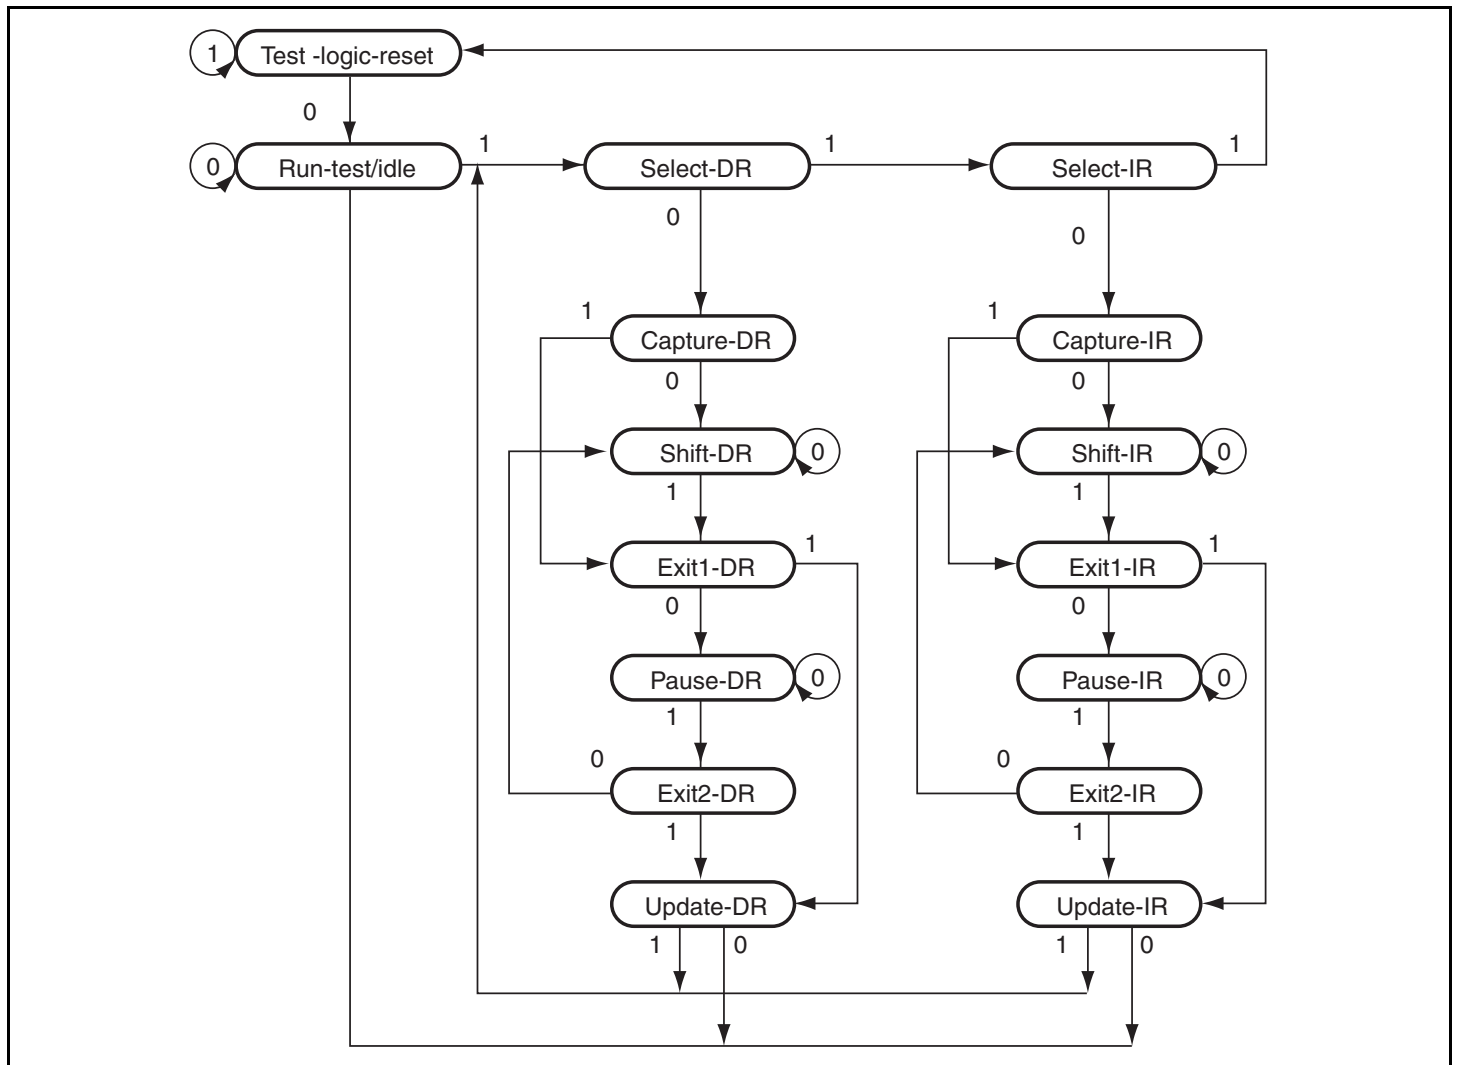 1 Test -logic-reset
0
0 Run-test/idle 1 Select-DR 1 Select-IR 1
0 0
1 1
Capture-DR Capture-IR
0 0
Shift-DR 0 Shift-IR 0
1 1
1 1
Exit1-DR Exit1-IR
0 0
Pause-DR 0 Pause-IR 0
1 1
0 0
Exit2-DR Exit2-IR
1 1
Update-DR Update-IR
1 0 1 0